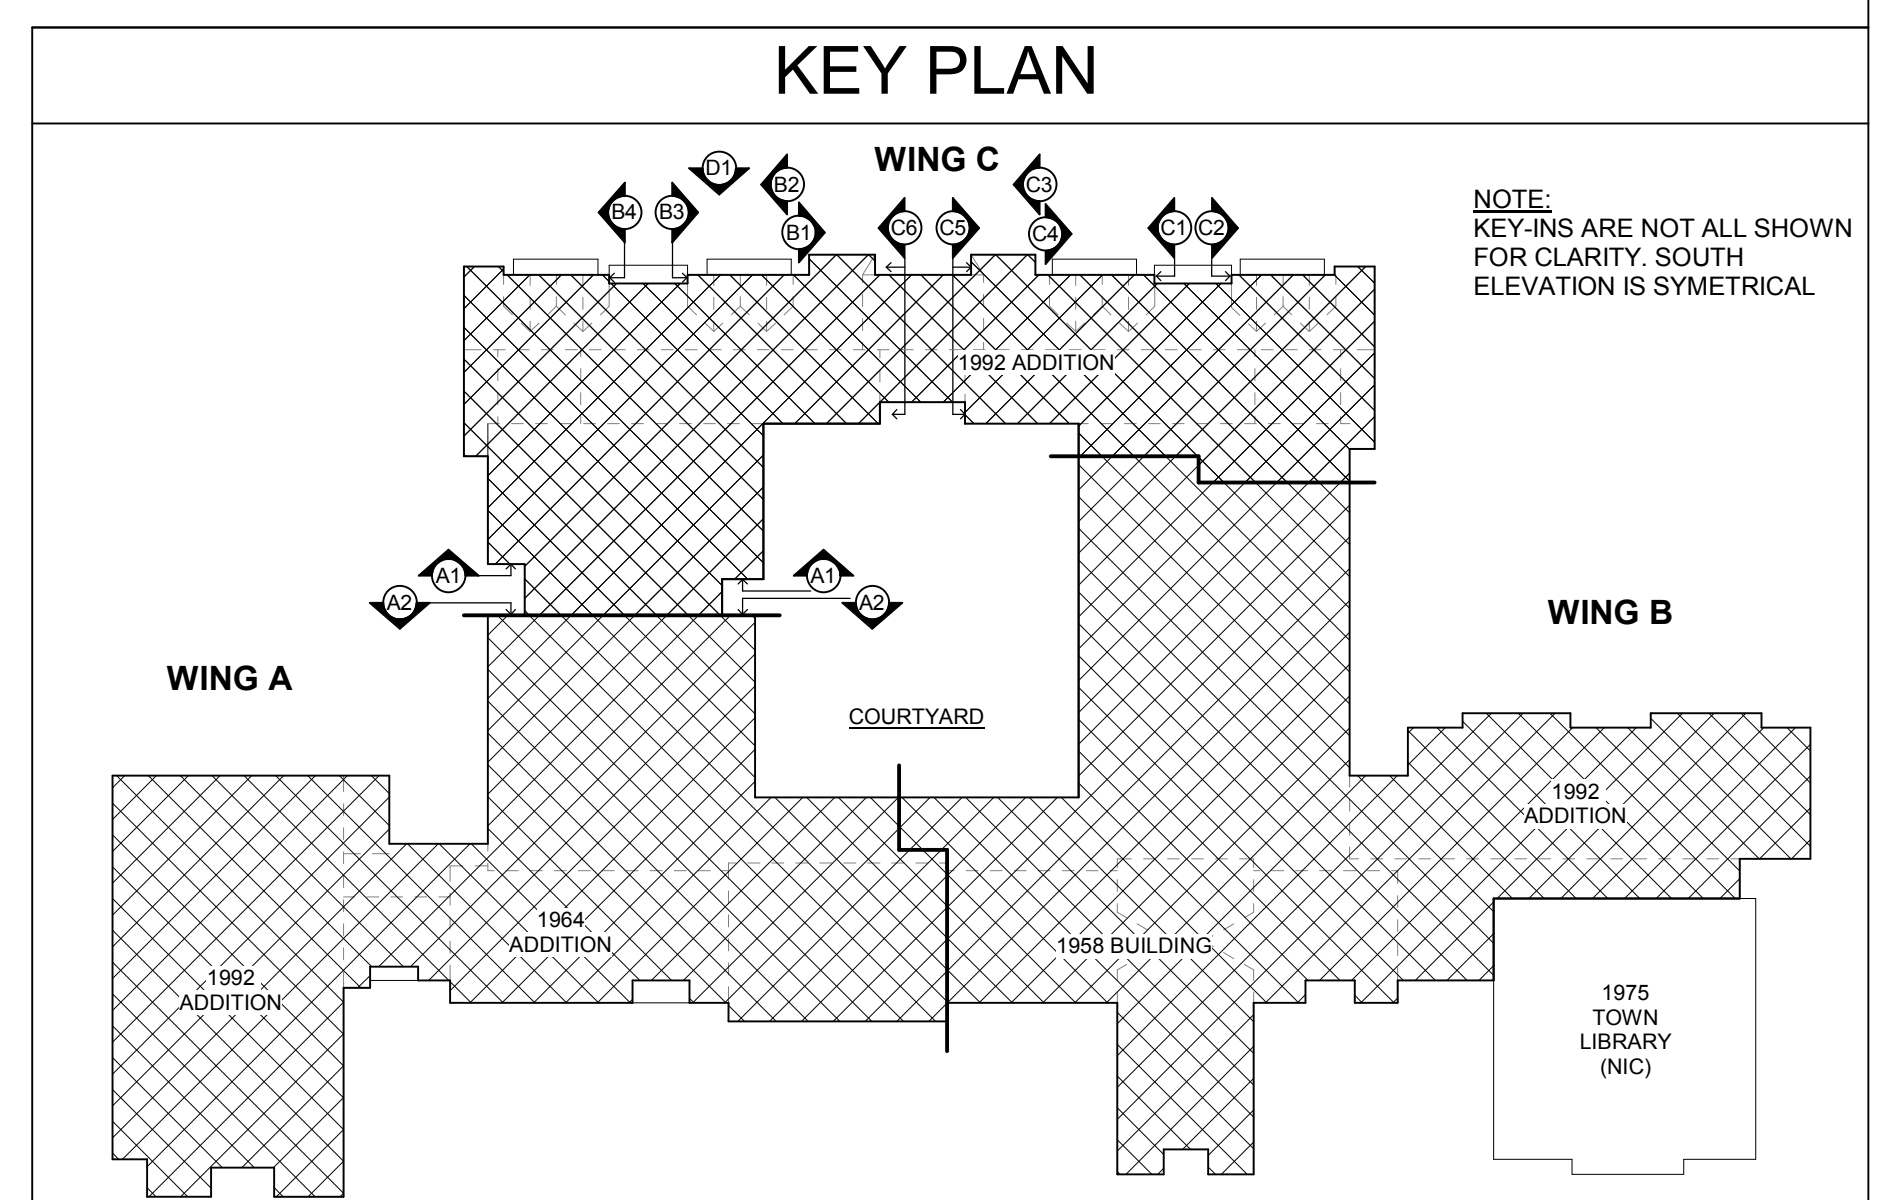 KEY PLAN
WING C
D1
B2
C3
B4
B3
B1
C6
C5
C4
C1
C2
NOTE:
KEY-INS ARE NOT ALL SHOWN
FOR CLARITY. SOUTH
ELEVATION IS SYMETRICAL
1992 ADDITION
A1
A1
A2
A2
WING B
WING A
COURTYARD
1992
ADDITION
1964
ADDITION
1958 BUILDING
1992
ADDITION
1975
TOWN
LIBRARY
(NIC)